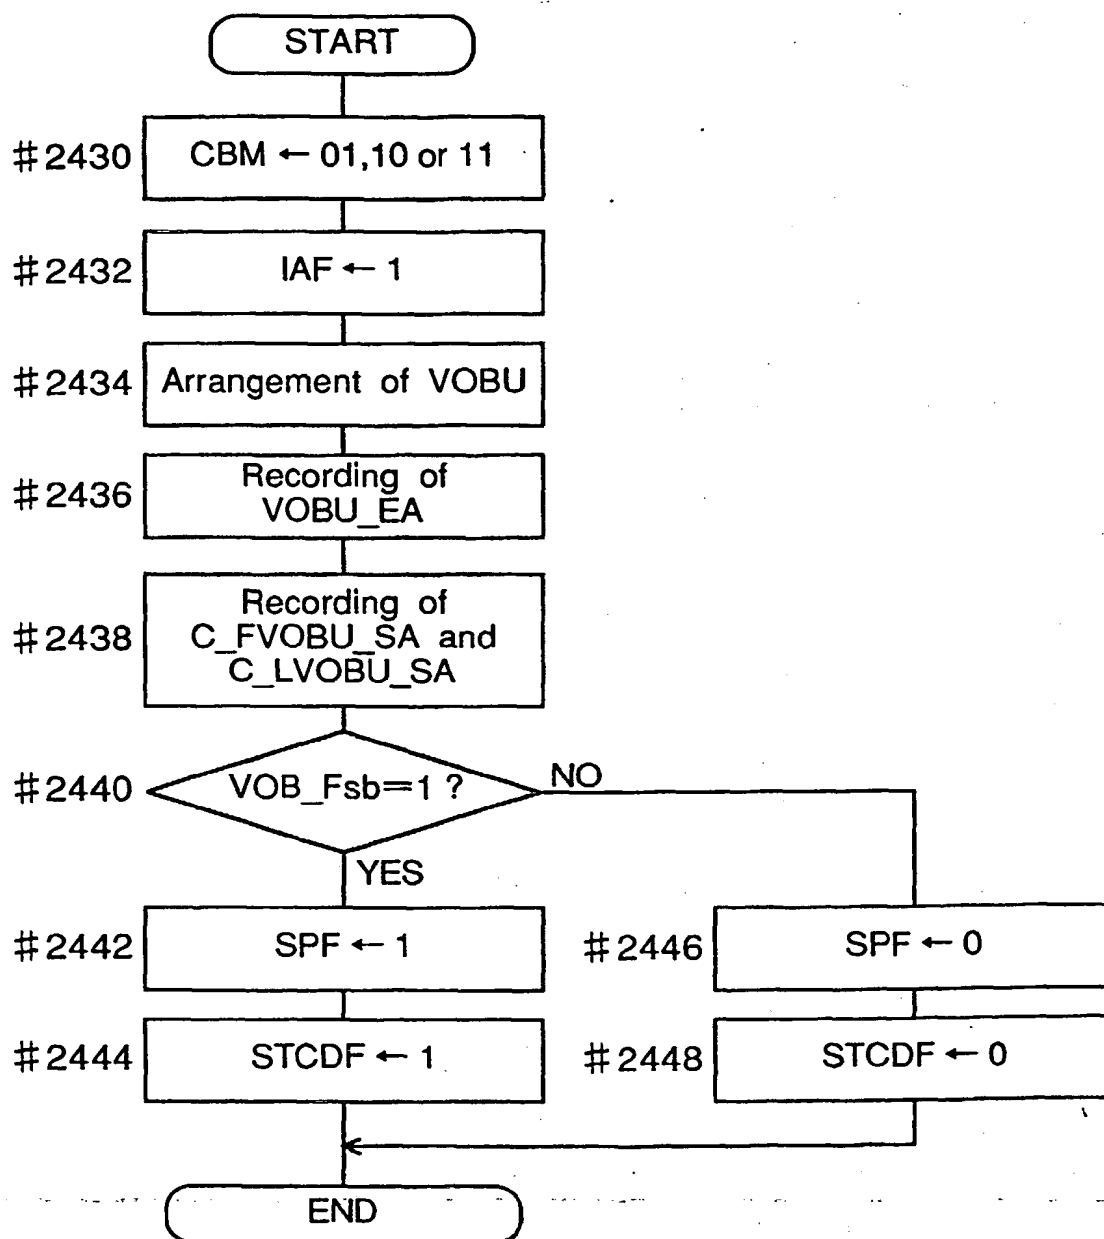 START
#2430 CBM ← 01,10 or 11
#2432 IAF ← 1
#2434 Arrangement of VOBU
#2436 Recording of
VOBU_EA
#2438 Recording of
C_FVOBU_SA and
C_LVOBU_SA
#2440 VOB_Fsb=1 ? NO
YES
#2442 SPF ← 1
#2446 SPF ← 0
#2444 STCDF ← 1
#2448 STCDF ← 0
END